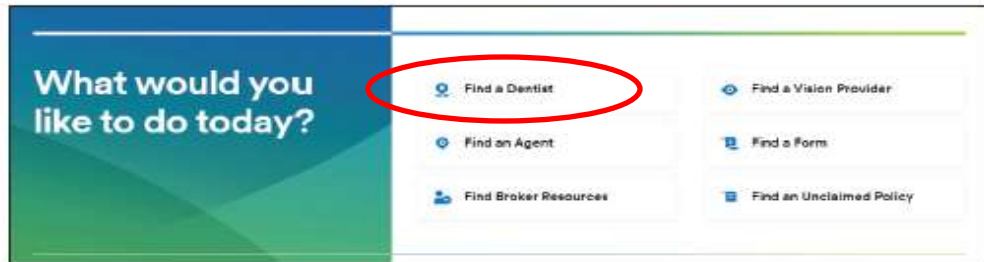 What would you
like to do today?
Find a Dentist
Find a Vision Provider
Find an Agent
Find a Form
Find Broker Resources
Find an Unclaimed Policy